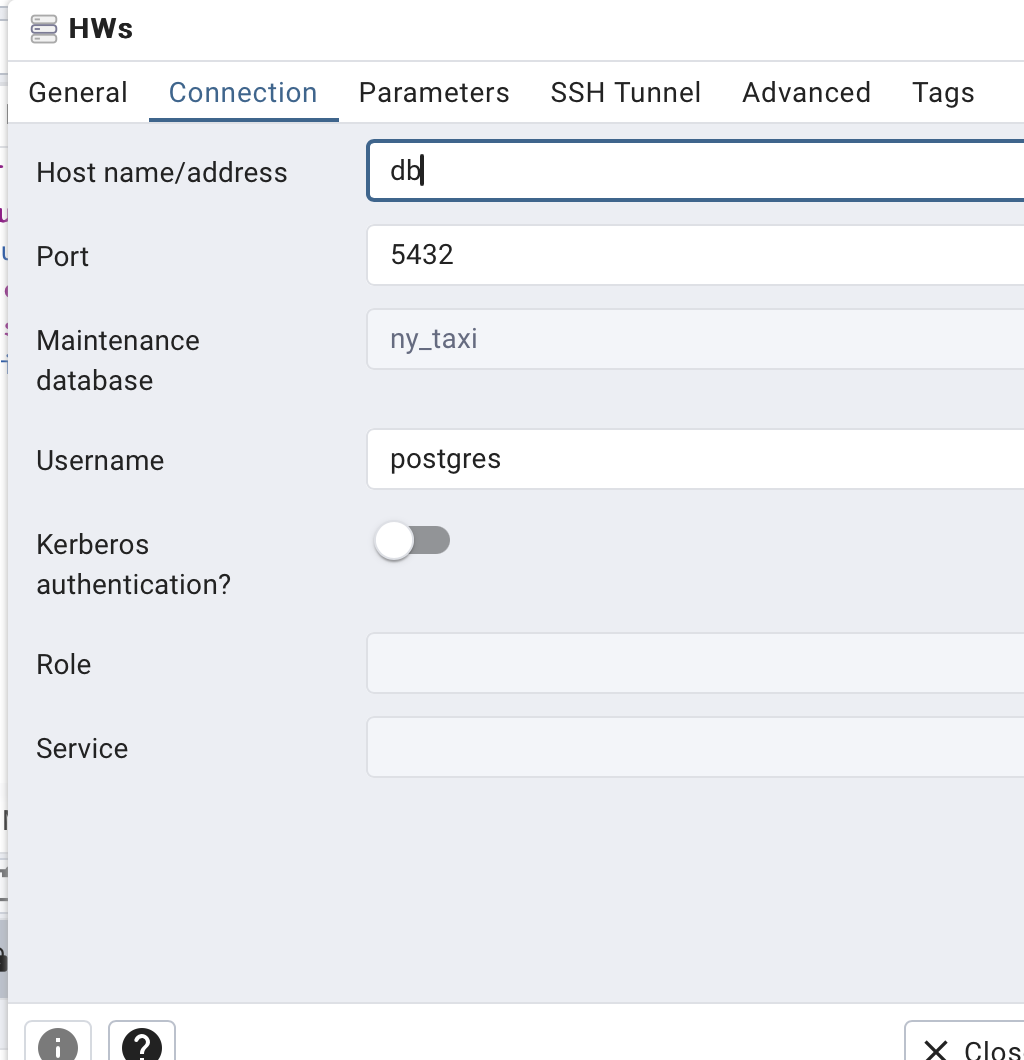 HWs
General Connection Parameters SSH Tunnel Advanced Tags
Host name/address db
Port 5432
Maintenance ny_taxi
database
Username postgres
Kerberos
authentication?
Role
Service